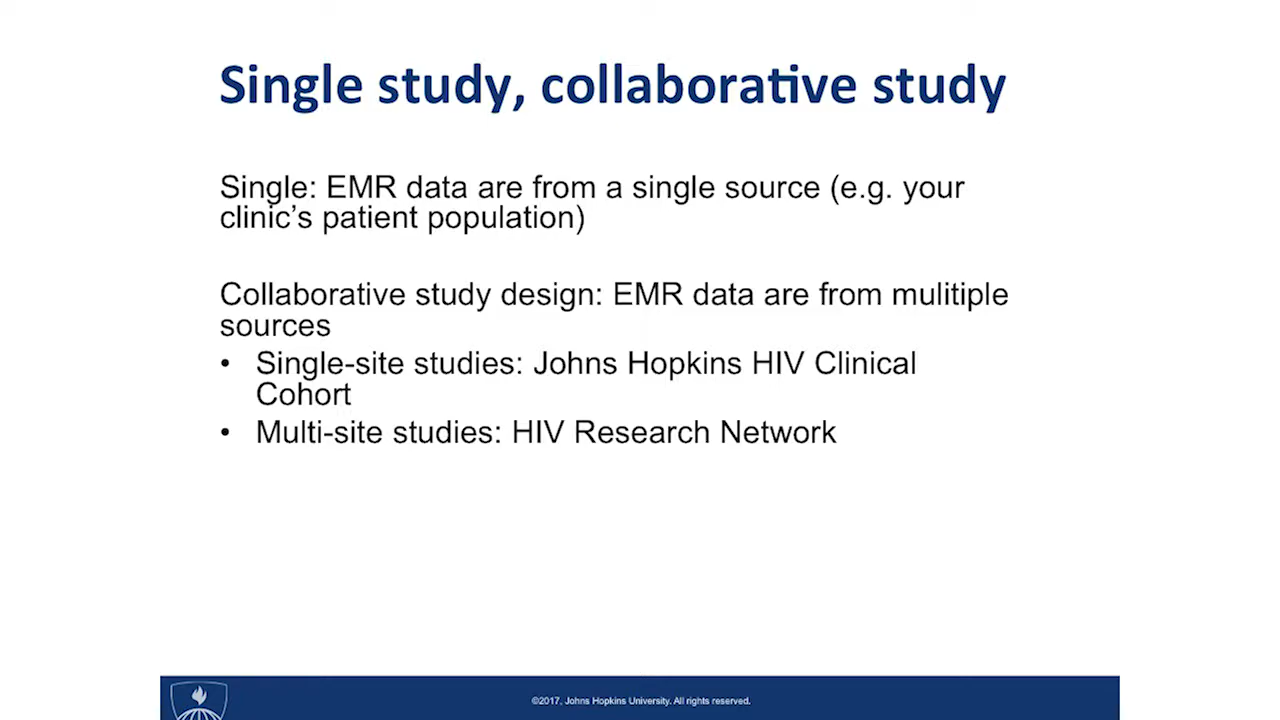 Single study, collaborative study
Single: EMR data are from a single source (e.g. your
clinic’s patient population)
Collaborative study design: EMR data are from mulitiple
sources
• Single-site studies: Johns Hopkins HIV Clinical
Cohort
• Multi-site studies: HIV Research Network
©2017, Johns Hopkins University. All rights reserved.